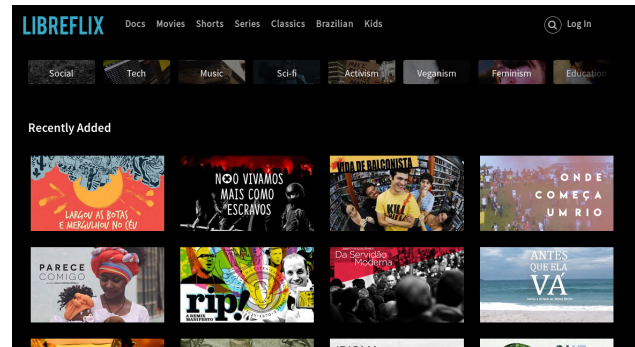 LIBREFLIX
Docs Movies Shorts Series Classics Brazilian Kids
Log In
Social Tech Music Sci-fi Activism Veganism Feminism Education
Recently Added
LARGOU AS BOTAS
E MERGULHOU NO CÉU
NÃO VIVAMOS
MAIS COMO
ESCRAVOS
VIDA DE BALCONISTA
KILL
ONDE
COMEÇA
UM RIO
PARECE
COMIGO
rip!
A REMIX
MANIFESTO
Da Servidão
Moderna
ANTES
QUE ELA
VÁ